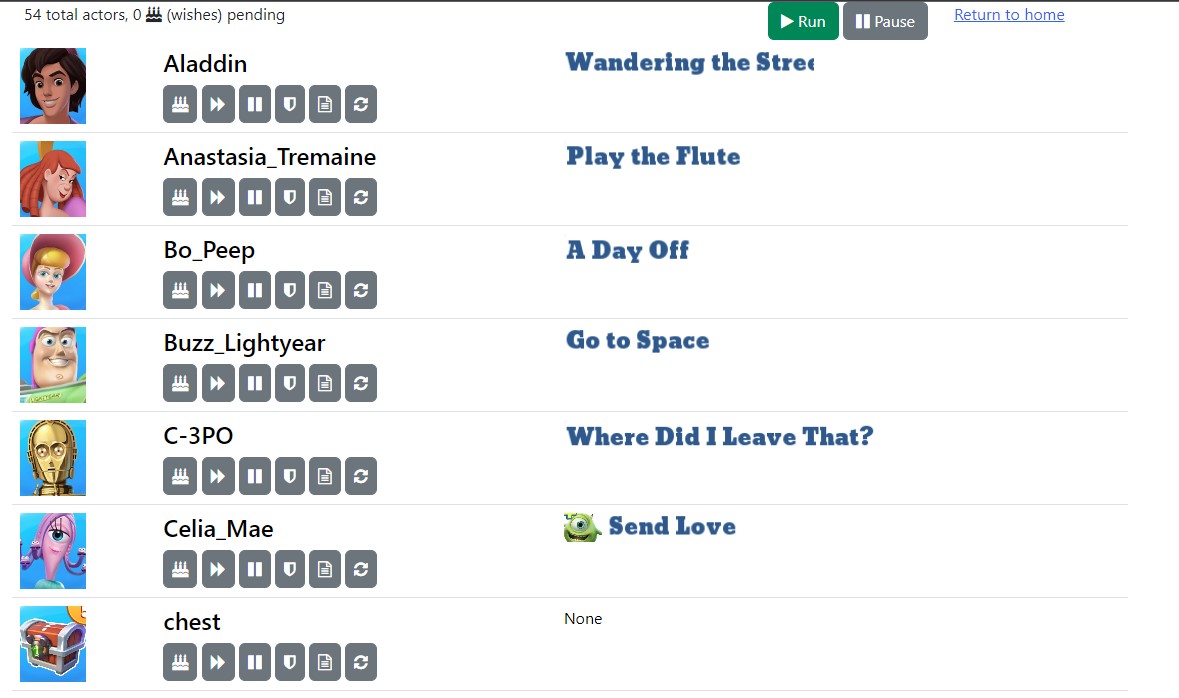 54 total actors, 0 (wishes) pending
Run
Pause
Return to home
Aladdin
Wandering the Stree
Anastasia_Tremaine
Play the Flute
Bo_Peep
A Day Off
Buzz_Lightyear
Go to Space
C-3PO
Where Did I Leave That?
Celia_Mae
Send Love
chest
None